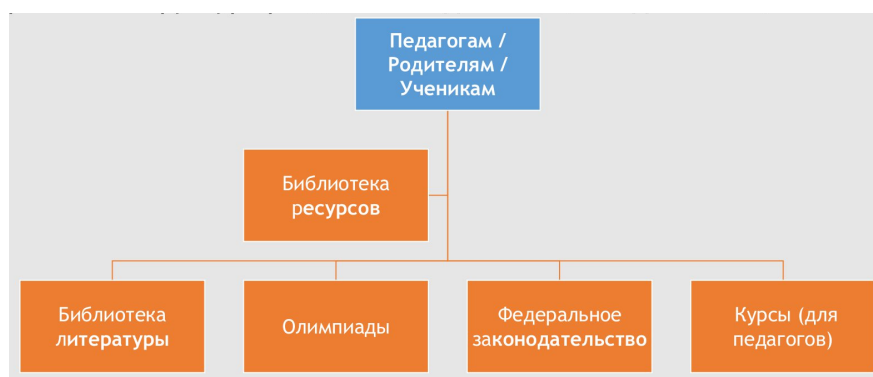 Педагогам /
Родителям /
Ученикам
Библиотека
ресурсов
Библиотека
литературы
Олимпиады
Федеральное
законодательство
Курсы (для
педагогов)